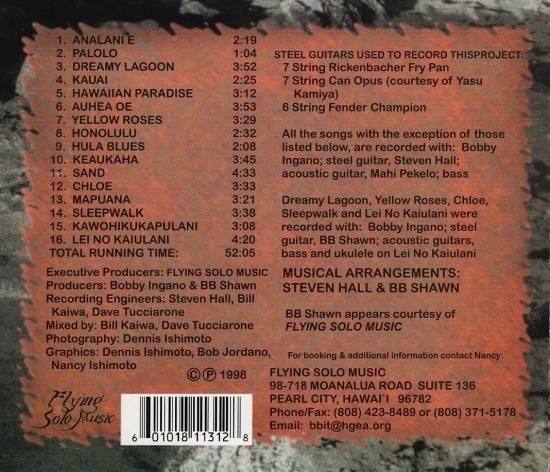 1. ANALANI E 2:19
2. PALOLO 1:04
3. DREAMY LAGOON 3:52
4. KAUAI 2:25
5. HAWAIIAN PARADISE 3:12
6. AUHEA OE 3:53
7. YELLOW ROSES 3:29
8. HONOLULU 2:32
9. HULA BLUES 2:08
10. KEAUKAHA 3:45
11. SAND 4:33
12. CHLOE 4:33
13. MAPUANA 3:21
14. SLEEPWALK 3:38
15. KAWOHIKUKAPULANI 3:01
16. LEI NO KAIULANI 4:20
TOTAL RUNNING TIME: 52:05
Executive Producers: FLYING SOLO MUSIC
Producers: Bobby Ingano & BB Shawn
Recording Engineers: Steven Hall, Bill
Kaiwa, Dave Tucciarone
Mixed by: Bill Kaiwa, Dave Tucciarone
Photography: Dennis Ishimoto
Graphics: Dennis Ishimoto, Bob Jordano,
Nancy Ishimoto
© ℗ 1998
Flying
Solo Music
6 01018 11312 8
STEEL GUITARS USED TO RECORD THISPROJECT:
7 String Rickenbacher Fry Pan
7 String Can Opus (courtesy of Yasu
Kamiya)
6 String Fender Champion
All the songs with the exception of those
listed below, are recorded with: Bobby
Ingano; steel guitar, Steven Hall;
acoustic guitar, Mahi Pekelo; bass
Dreamy Lagoon, Yellow Roses, Chloe,
Sleepwalk and Lei No Kaiulani were
recorded with: Bobby Ingano; steel
guitar, BB Shawn; acoustic guitars,
bass and ukulele on Lei No Kaiulani
MUSICAL ARRANGEMENTS:
STEVEN HALL & BB SHAWN
BB Shawn appears courtesy of
FLYING SOLO MUSIC
For booking & additional information contact Nancy:
FLYING SOLO MUSIC
98-718 MOANALUA ROAD SUITE 136
PEARL CITY, HAWAI`I 96782
Phone/Fax: (808) 423-8489 or (808) 371-5178
Email: bbit@hgea.org